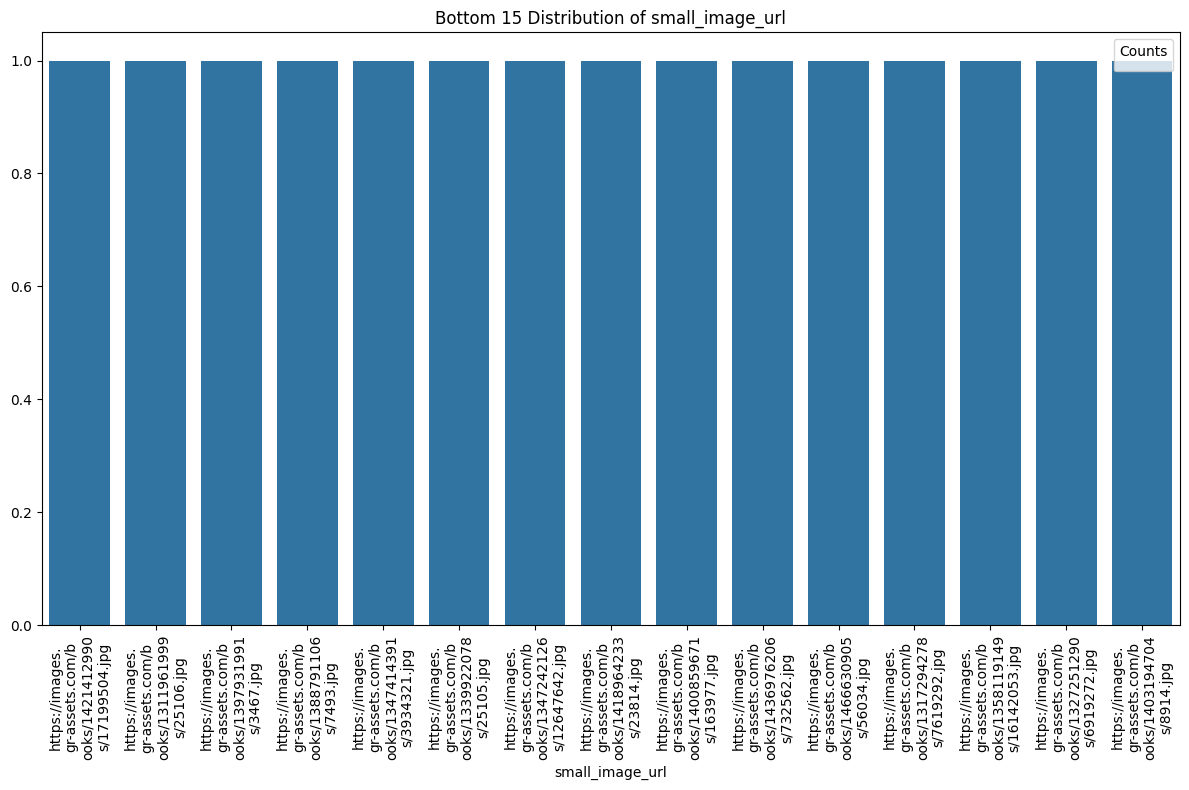 Bottom 15 Distribution of small_image_url
Counts
1.0
0.8
0.6
0.4
0.2
0.0
https://images.
gr-assets.com/b
ooks/1421412990
s/17199504.jpg
https://images.
gr-assets.com/b
ooks/1311961999
s/25106.jpg
https://images.
gr-assets.com/b
ooks/1397931991
s/3467.jpg
https://images.
gr-assets.com/b
ooks/1388791106
s/7493.jpg
https://images.
gr-assets.com/b
ooks/1347414391
s/3934321.jpg
https://images.
gr-assets.com/b
ooks/1339922078
s/25105.jpg
https://images.
gr-assets.com/b
ooks/1347242126
s/12647642.jpg
https://images.
gr-assets.com/b
ooks/1418964233
s/23814.jpg
https://images.
gr-assets.com/b
ooks/1400859671
s/163977.jpg
https://images.
gr-assets.com/b
ooks/1436976206
s/732562.jpg
https://images.
gr-assets.com/b
ooks/1466630905
s/56034.jpg
https://images.
gr-assets.com/b
ooks/1317294278
s/7619292.jpg
https://images.
gr-assets.com/b
ooks/1358119149
s/16142053.jpg
https://images.
gr-assets.com/b
ooks/1327251290
s/6919272.jpg
https://images.
gr-assets.com/b
ooks/1403194704
s/8914.jpg
small_image_url